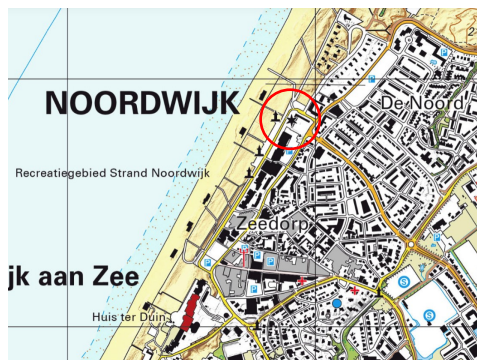 NOORDWIJK
De Noord
Recreatiegebied Strand Noordwijk
Zeedorp
jk aan Zee
Huis ter Duin
P
P
P
P
P
P
P
S
S